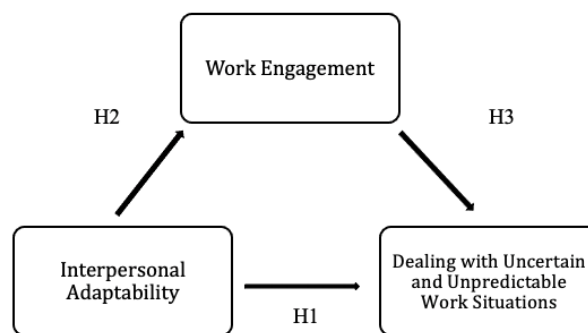 Work Engagement
H2
H3
Interpersonal
Adaptability
Dealing with Uncertain
and Unpredictable
Work Situations
H1